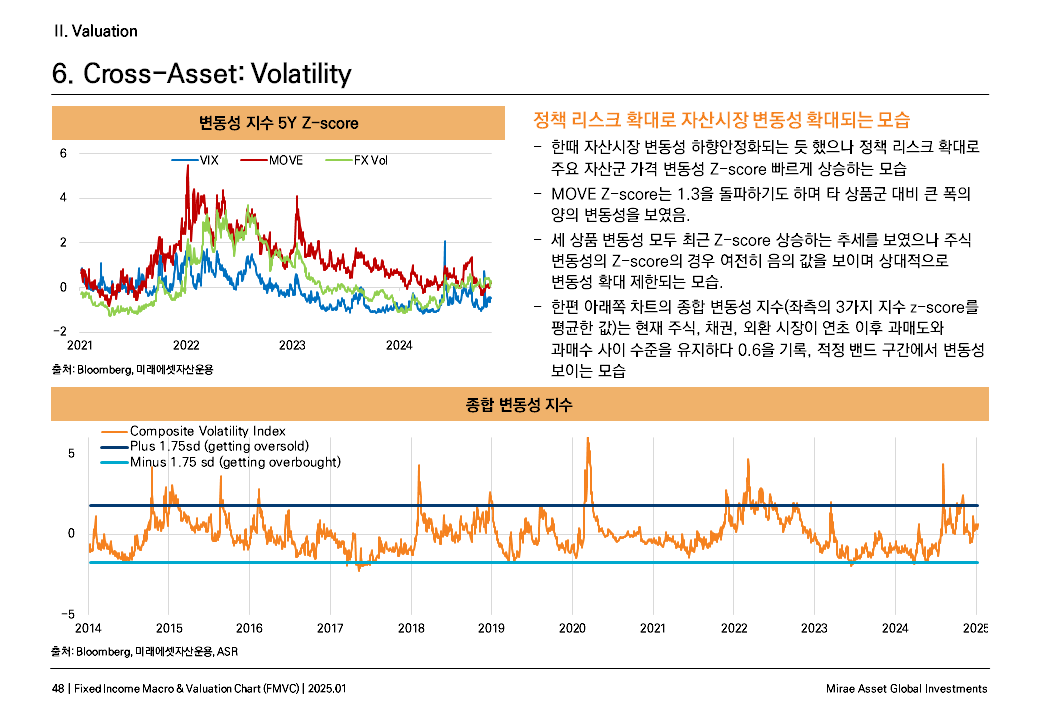 II. Valuation
6. Cross-Asset: Volatility
변동성 지수 5Y Z-score
VIX MOVE FX Vol
6
4
2
0
-2
2021 2022 2023 2024
출처: Bloomberg, 미래에셋자산운용
정책 리스크 확대로 자산시장 변동성 확대되는 모습
- 한때 자산시장 변동성 하향안정화되는 듯 했으나 정책 리스크 확대로
주요 자산군 가격 변동성 Z-score 빠르게 상승하는 모습
- MOVE Z-score는 1.3을 돌파하기도 하며 타 상품군 대비 큰 폭의
양의 변동성을 보였음.
- 세 상품 변동성 모두 최근 Z-score 상승하는 추세를 보였으나 주식
변동성의 Z-score의 경우 여전히 음의 값을 보이며 상대적으로
변동성 확대 제한되는 모습.
- 한편 아래쪽 차트의 종합 변동성 지수(좌측의 3가지 지수 z-score를
평균한 값)는 현재 주식, 채권, 외환 시장이 연초 이후 과매도와
과매수 사이 수준을 유지하다 0.6을 기록, 적정 밴드 구간에서 변동성
보이는 모습
종합 변동성 지수
Composite Volatility Index
Plus 1.75sd (getting oversold)
Minus 1.75 sd (getting overbought)
5
0
-5
2014 2015 2016 2017 2018 2019 2020 2021 2022 2023 2024 2025
출처: Bloomberg, 미래에셋자산운용, ASR
48 | Fixed Income Macro & Valuation Chart (FMVC) | 2025.01
Mirae Asset Global Investments